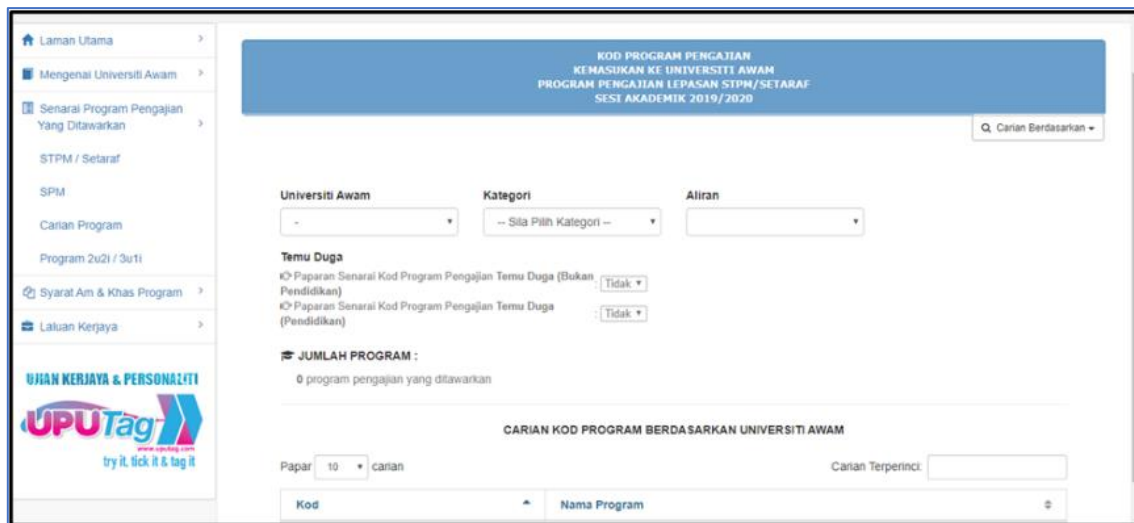 Laman Utama
Mengenai Universiti Awam
Senarai Program Pengajian
Yang Ditawarkan
STPM / Setaraf
SPM
Carian Program
Program 2u2i / 3u1i
Syarat Am & Khas Program
Laluan Kerjaya
UJIAN KERJAYA & PERSONALITI
UPUTag
www.uputag.com
try it, tick it & tag it
KOD PROGRAM PENGAJIAN
KEMASUKAN KE UNIVERSITI AWAM
PROGRAM PENGAJIAN LEPASAN STPM/SETARAF
SESI AKADEMIK 2019/2020
Carian Berdasarkan
Universiti Awam Kategori Aliran
- -- Sila Pilih Kategori --
Temu Duga
Paparan Senarai Kod Program Pengajian Temu Duga (Bukan
Pendidikan) : Tidak
Paparan Senarai Kod Program Pengajian Temu Duga
(Pendidikan) : Tidak
JUMLAH PROGRAM :
0 program pengajian yang ditawarkan
CARIAN KOD PROGRAM BERDASARKAN UNIVERSITI AWAM
Papar 10 carian Carian Terperinci:
Kod Nama Program